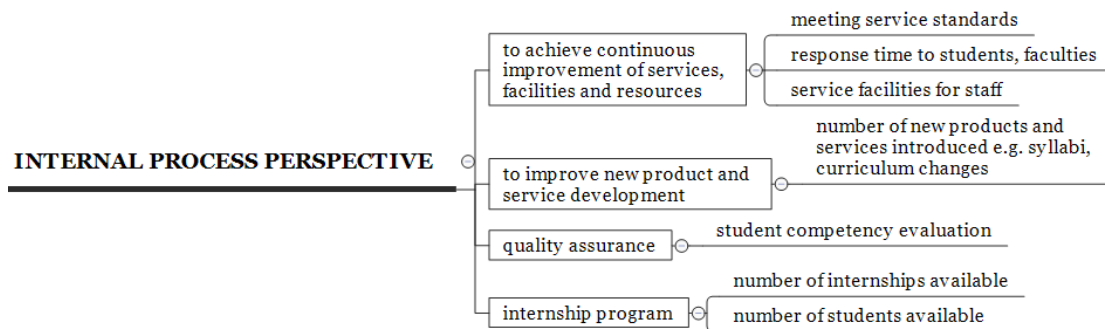 INTERNAL PROCESS PERSPECTIVE
to achieve continuous
improvement of services,
facilities and resources
meeting service standards
response time to students, faculties
service facilities for staff
to improve new product and
service development
number of new products and
services introduced e.g. syllabi,
curriculum changes
quality assurance
student competency evaluation
internship program
number of internships available
number of students available